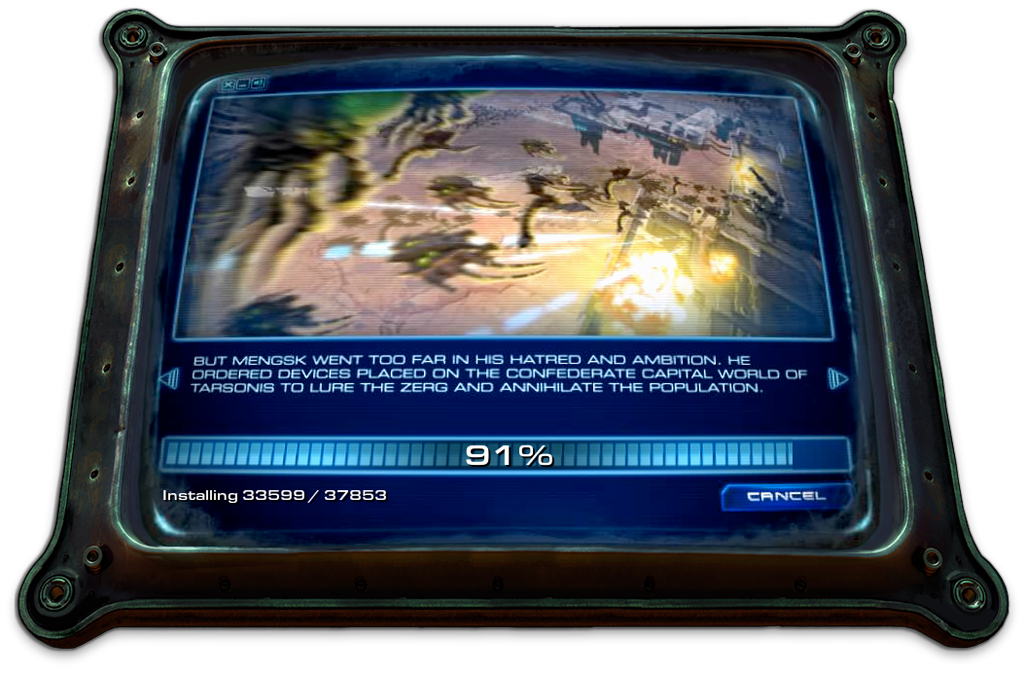 BUT MENGSK WENT TOO FAR IN HIS HATRED AND AMBITION. HE
ORDERED DEVICES PLACED ON THE CONFEDERATE CAPITAL WORLD OF
TARSONIS TO LURE THE ZERG AND ANNIHILATE THE POPULATION.
91%
Installing 33599 / 37853
CANCEL